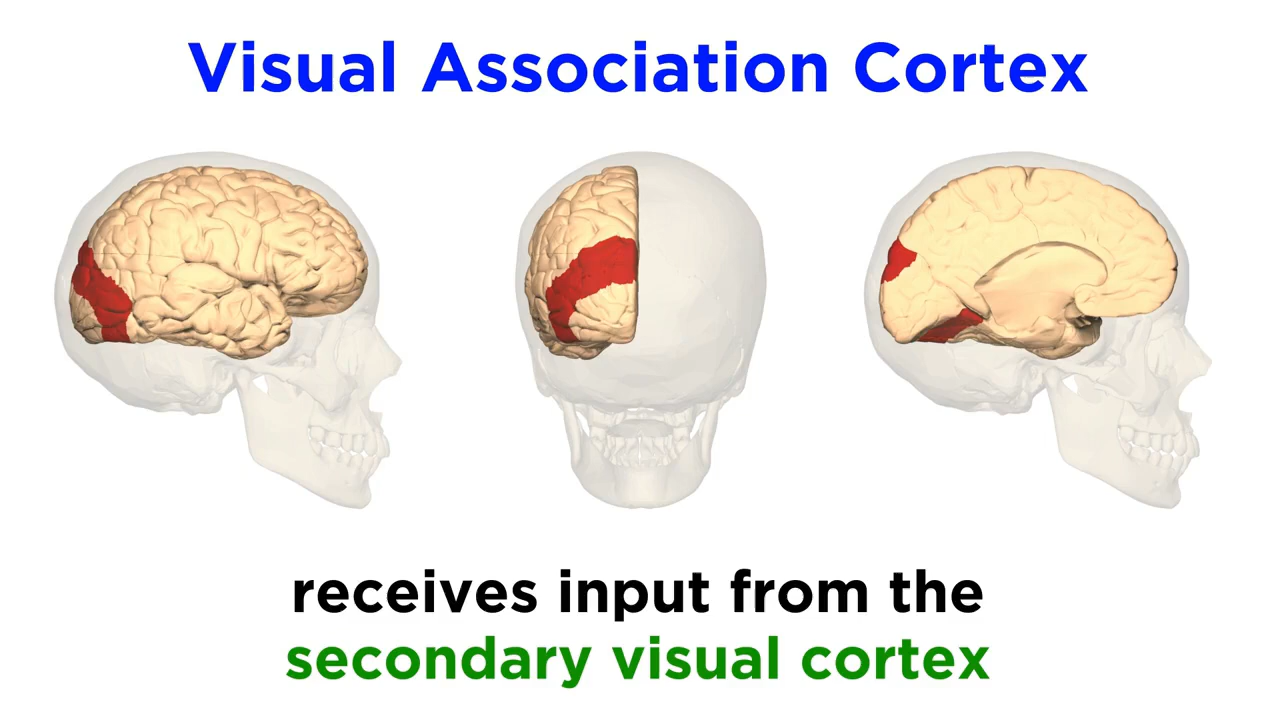 Visual Association Cortex
receives input from the
secondary visual cortex